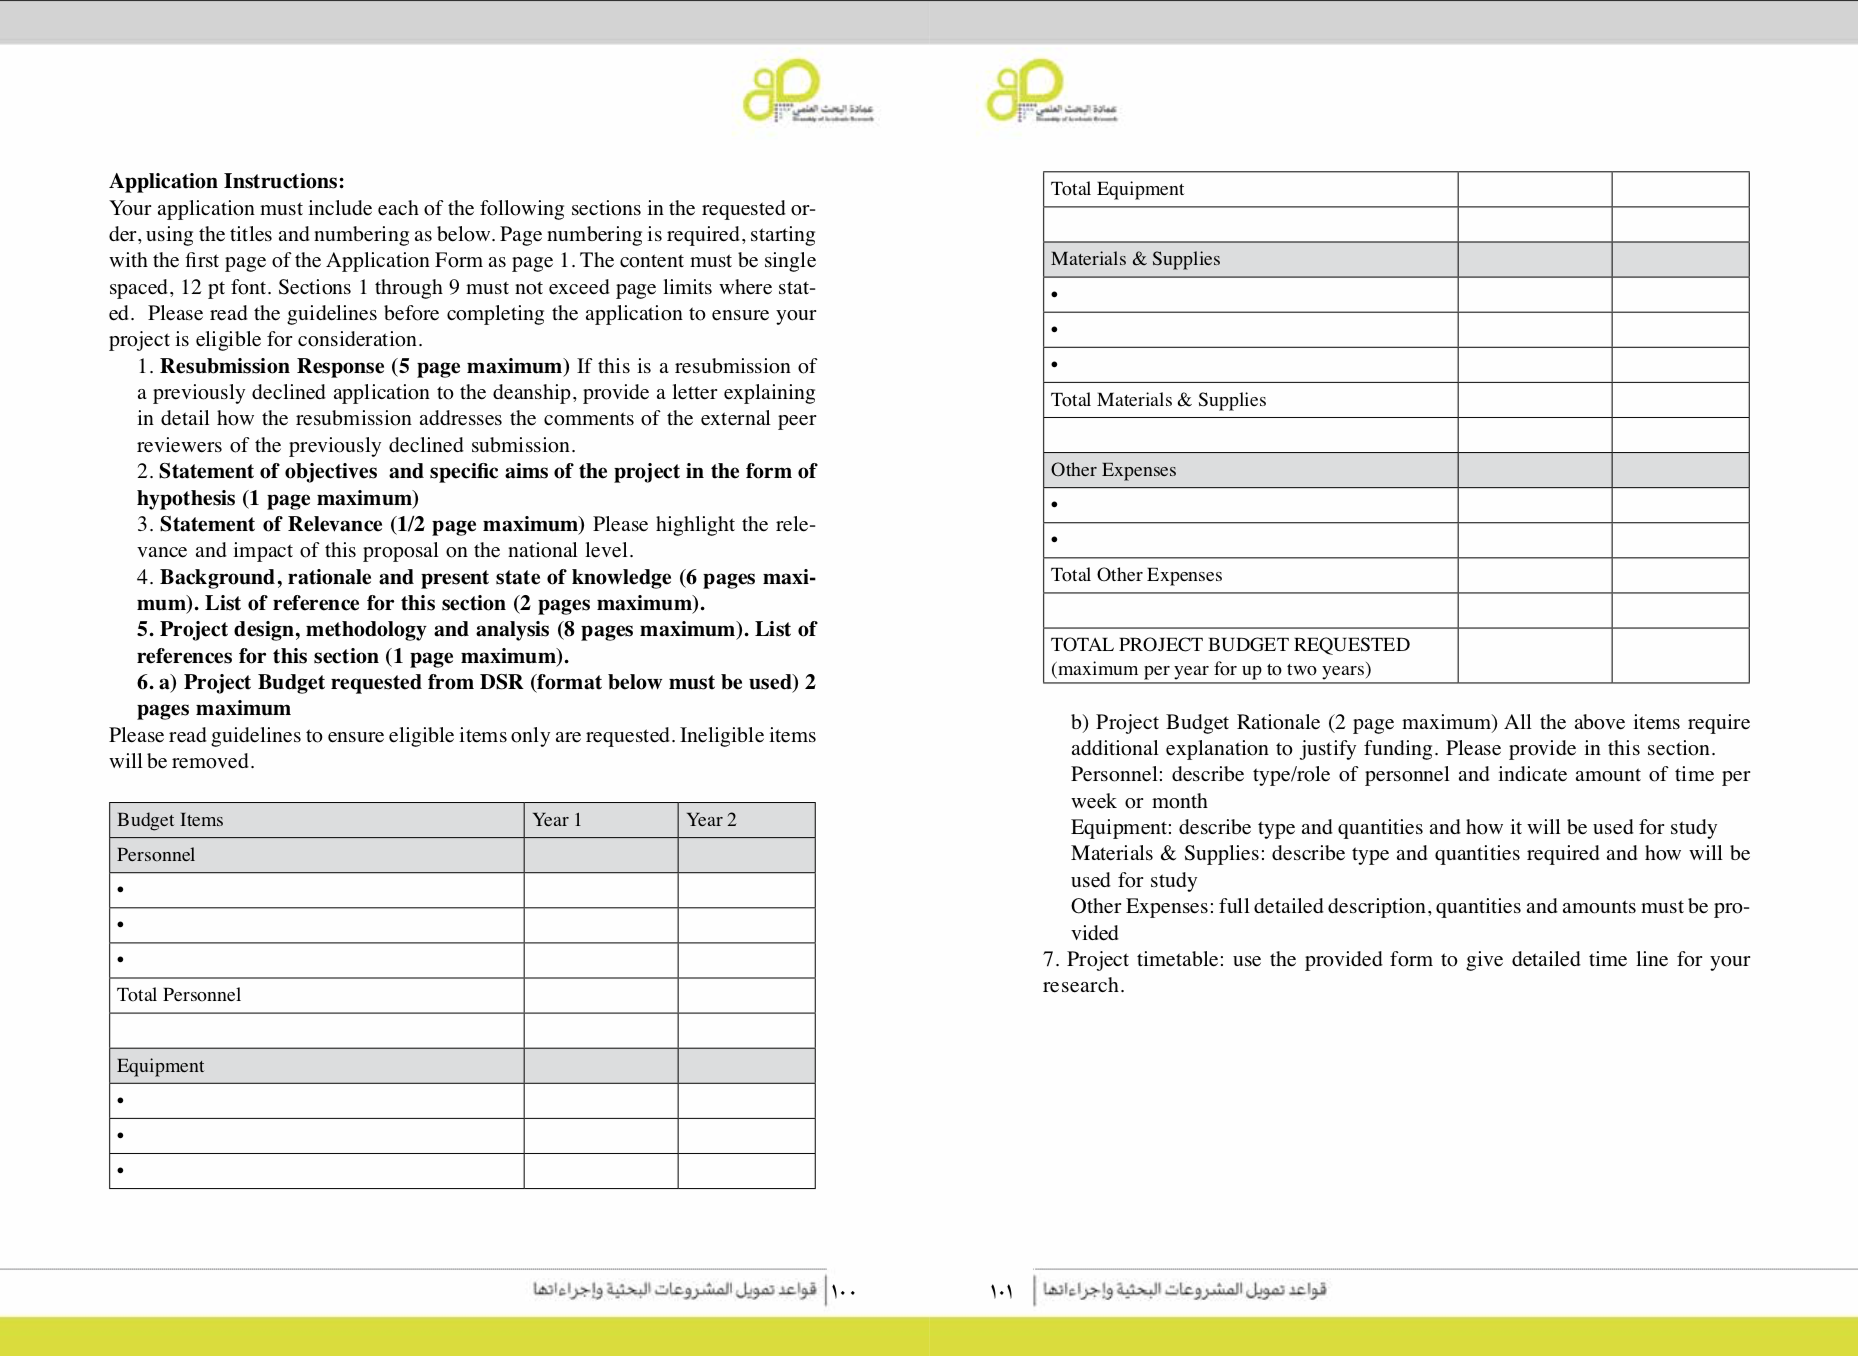 عمادة البحث العلمي
Deanship of Academic Research
Application Instructions:
Your application must include each of the following sections in the requested or-
der, using the titles and numbering as below. Page numbering is required, starting
with the first page of the Application Form as page 1. The content must be single
spaced, 12 pt font. Sections 1 through 9 must not exceed page limits where stat-
ed.  Please read the guidelines before completing the application to ensure your
project is eligible for consideration.
1. Resubmission Response (5 page maximum) If this is a resubmission of
a previously declined application to the deanship, provide a letter explaining
in detail how the resubmission addresses the comments of the external peer
reviewers of the previously declined submission.
2. Statement of objectives  and specific aims of the project in the form of
hypothesis (1 page maximum)
3. Statement of Relevance (1/2 page maximum) Please highlight the rele-
vance and impact of this proposal on the national level.
4. Background, rationale and present state of knowledge (6 pages maxi-
mum). List of reference for this section (2 pages maximum).
5. Project design, methodology and analysis (8 pages maximum). List of
references for this section (1 page maximum).
6. a) Project Budget requested from DSR (format below must be used) 2
pages maximum
Please read guidelines to ensure eligible items only are requested. Ineligible items
will be removed.
Budget Items Year 1 Year 2
Personnel
•
•
•
Total Personnel
Equipment
•
•
•
قواعد تمويل المشروعات البحثية وإجراءاتها ١٠٠
عمادة البحث العلمي
Deanship of Academic Research
Total Equipment
Materials & Supplies
•
•
•
Total Materials & Supplies
Other Expenses
•
•
Total Other Expenses
TOTAL PROJECT BUDGET REQUESTED
(maximum per year for up to two years)
b) Project Budget Rationale (2 page maximum) All the above items require
additional explanation to justify funding. Please provide in this section.
Personnel: describe type/role of personnel and indicate amount of time per
week or month
Equipment: describe type and quantities and how it will be used for study
Materials & Supplies: describe type and quantities required and how will be
used for study
Other Expenses: full detailed description, quantities and amounts must be pro-
vided
7. Project timetable: use the provided form to give detailed time line for your
research.
١٠١ قواعد تمويل المشروعات البحثية وإجراءاتها